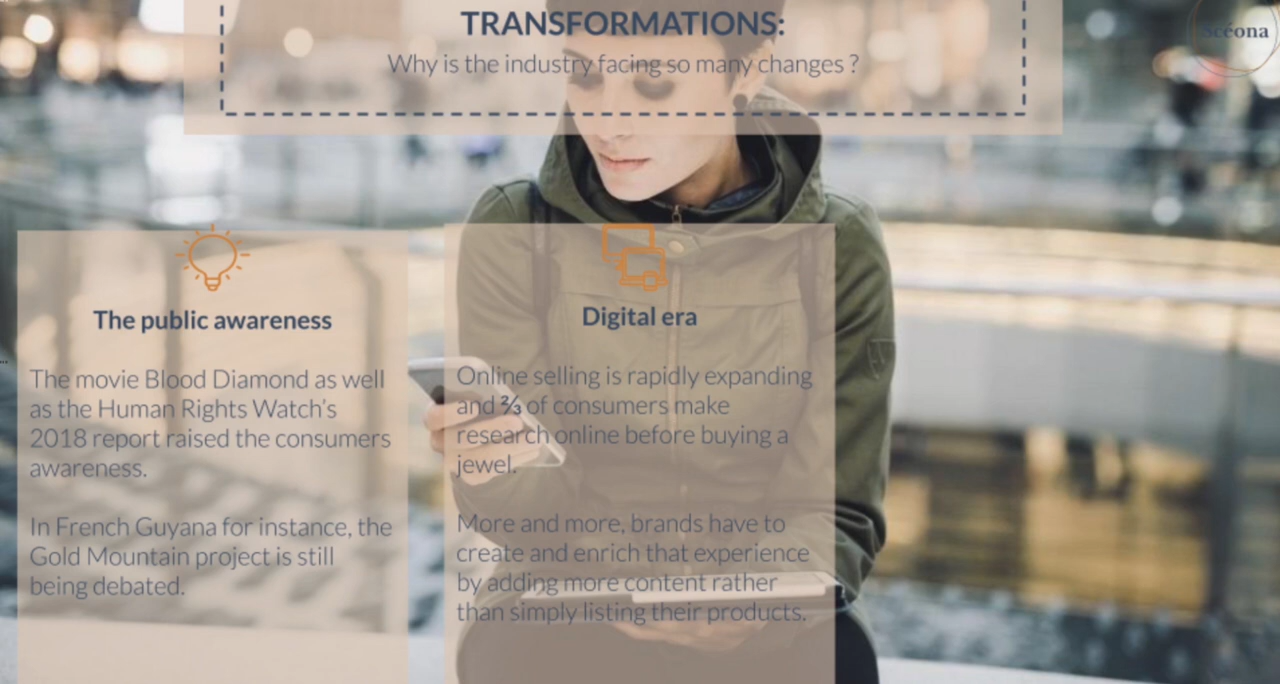 TRANSFORMATIONS:
Why is the industry facing so many changes ?
Scéona
The public awareness
The movie Blood Diamond as well
as the Human Rights Watch's
2018 report raised the consumers
awareness.
In French Guyana for instance, the
Gold Mountain project is still
being debated.
Digital era
Online selling is rapidly expanding
and ⅔ of consumers make
research online before buying a
jewel.
More and more, brands have to
create and enrich that experience
by adding more content rather
than simply listing their products.